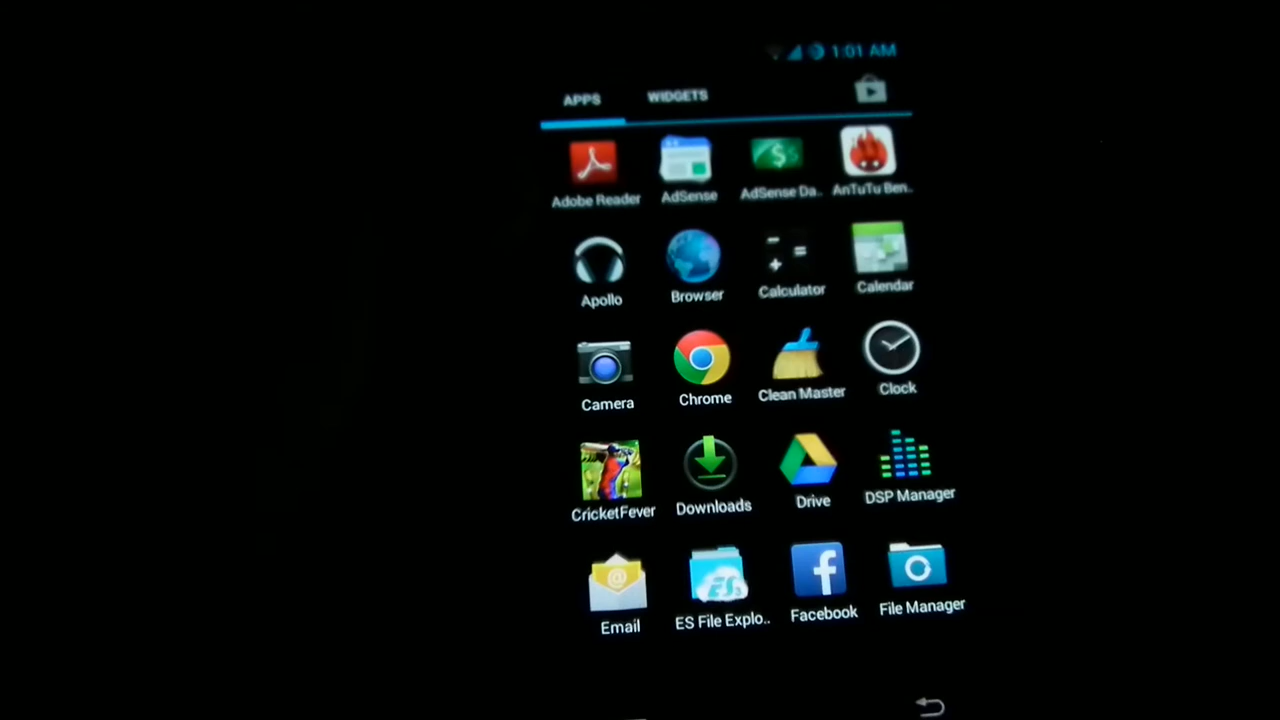 1:01 AM
APPS WIDGETS
Adobe Reader AdSense AdSense Da.. AnTuTu Ben..
Apollo Browser Calculator Calendar
Camera Chrome Clean Master Clock
CricketFever Downloads Drive DSP Manager
Email ES File Explo.. Facebook File Manager